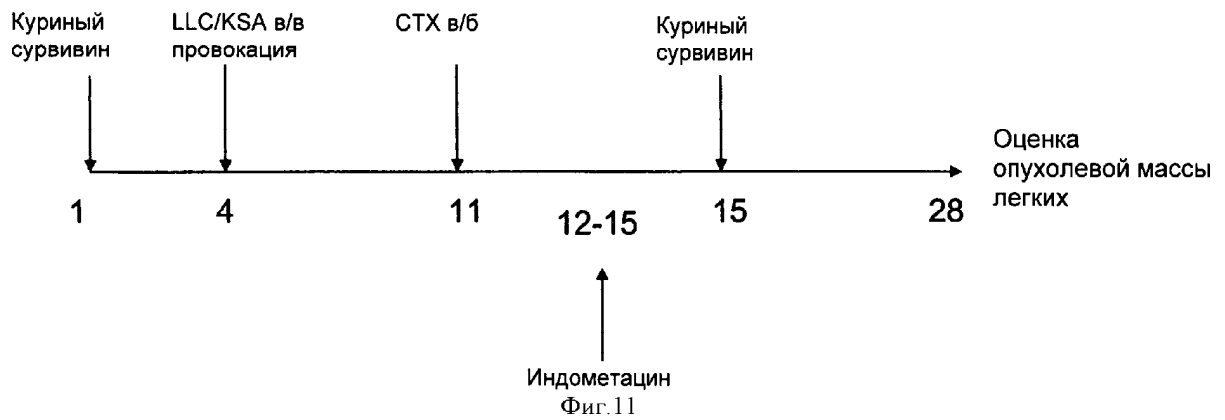 Куриный
сурвивин
LLC/KSA в/в
провокация
CTX в/б
Куриный
сурвивин
Оценка
опухолевой массы
легких
1
4
11
12-15
15
28
Индометацин
Фиг.11